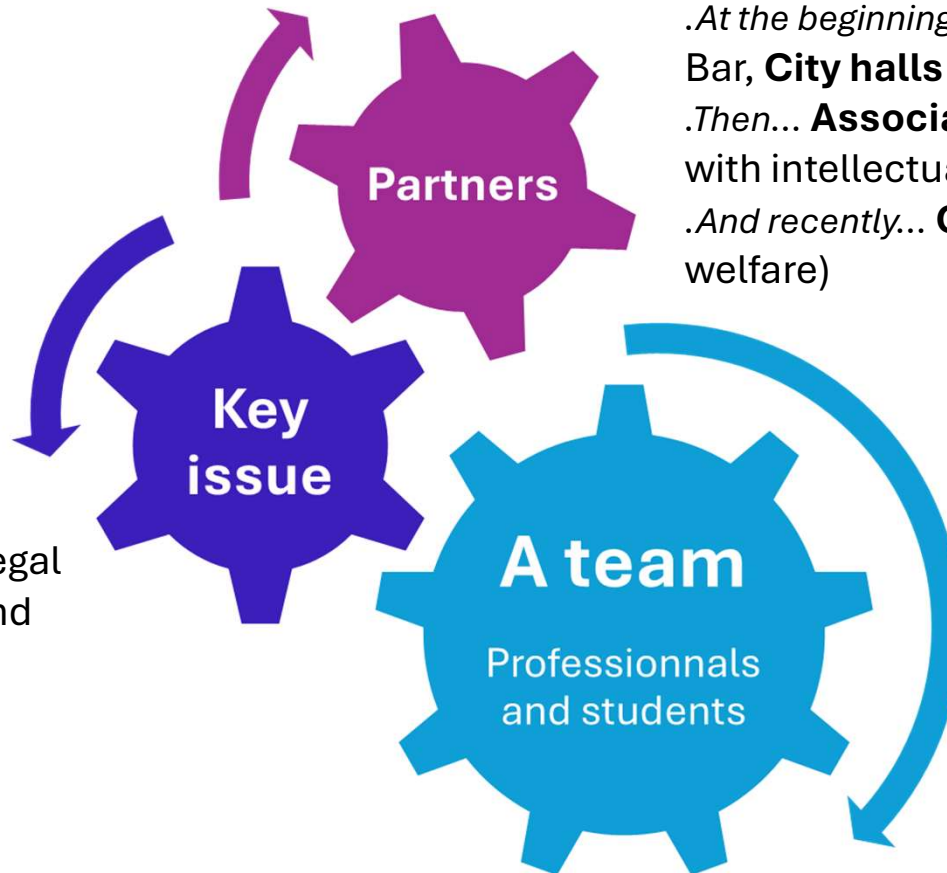 .At the beginning
Bar, City halls
.Then...
with intellectua
.And recently...
welfare)
Partners
Key
issue
egal
nd
A team
Professionnals
and students